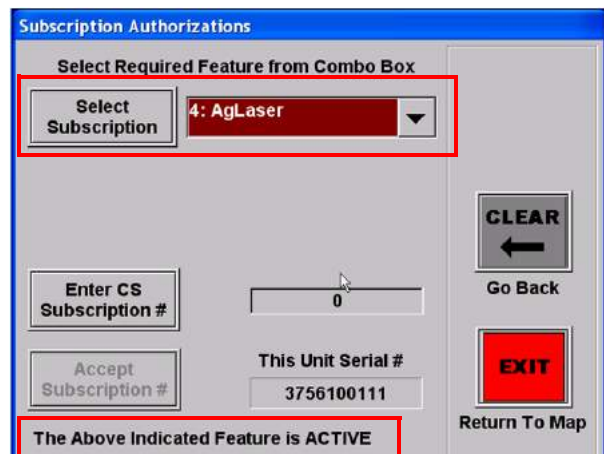 Subscription Authorizations
Select Required Feature from Combo Box
Select
Subscription
4: AgLaser
CLEAR
Go Back
Enter CS
Subscription #
0
Accept
Subscription #
This Unit Serial #
3756100111
EXIT
Return To Map
The Above Indicated Feature is ACTIVE